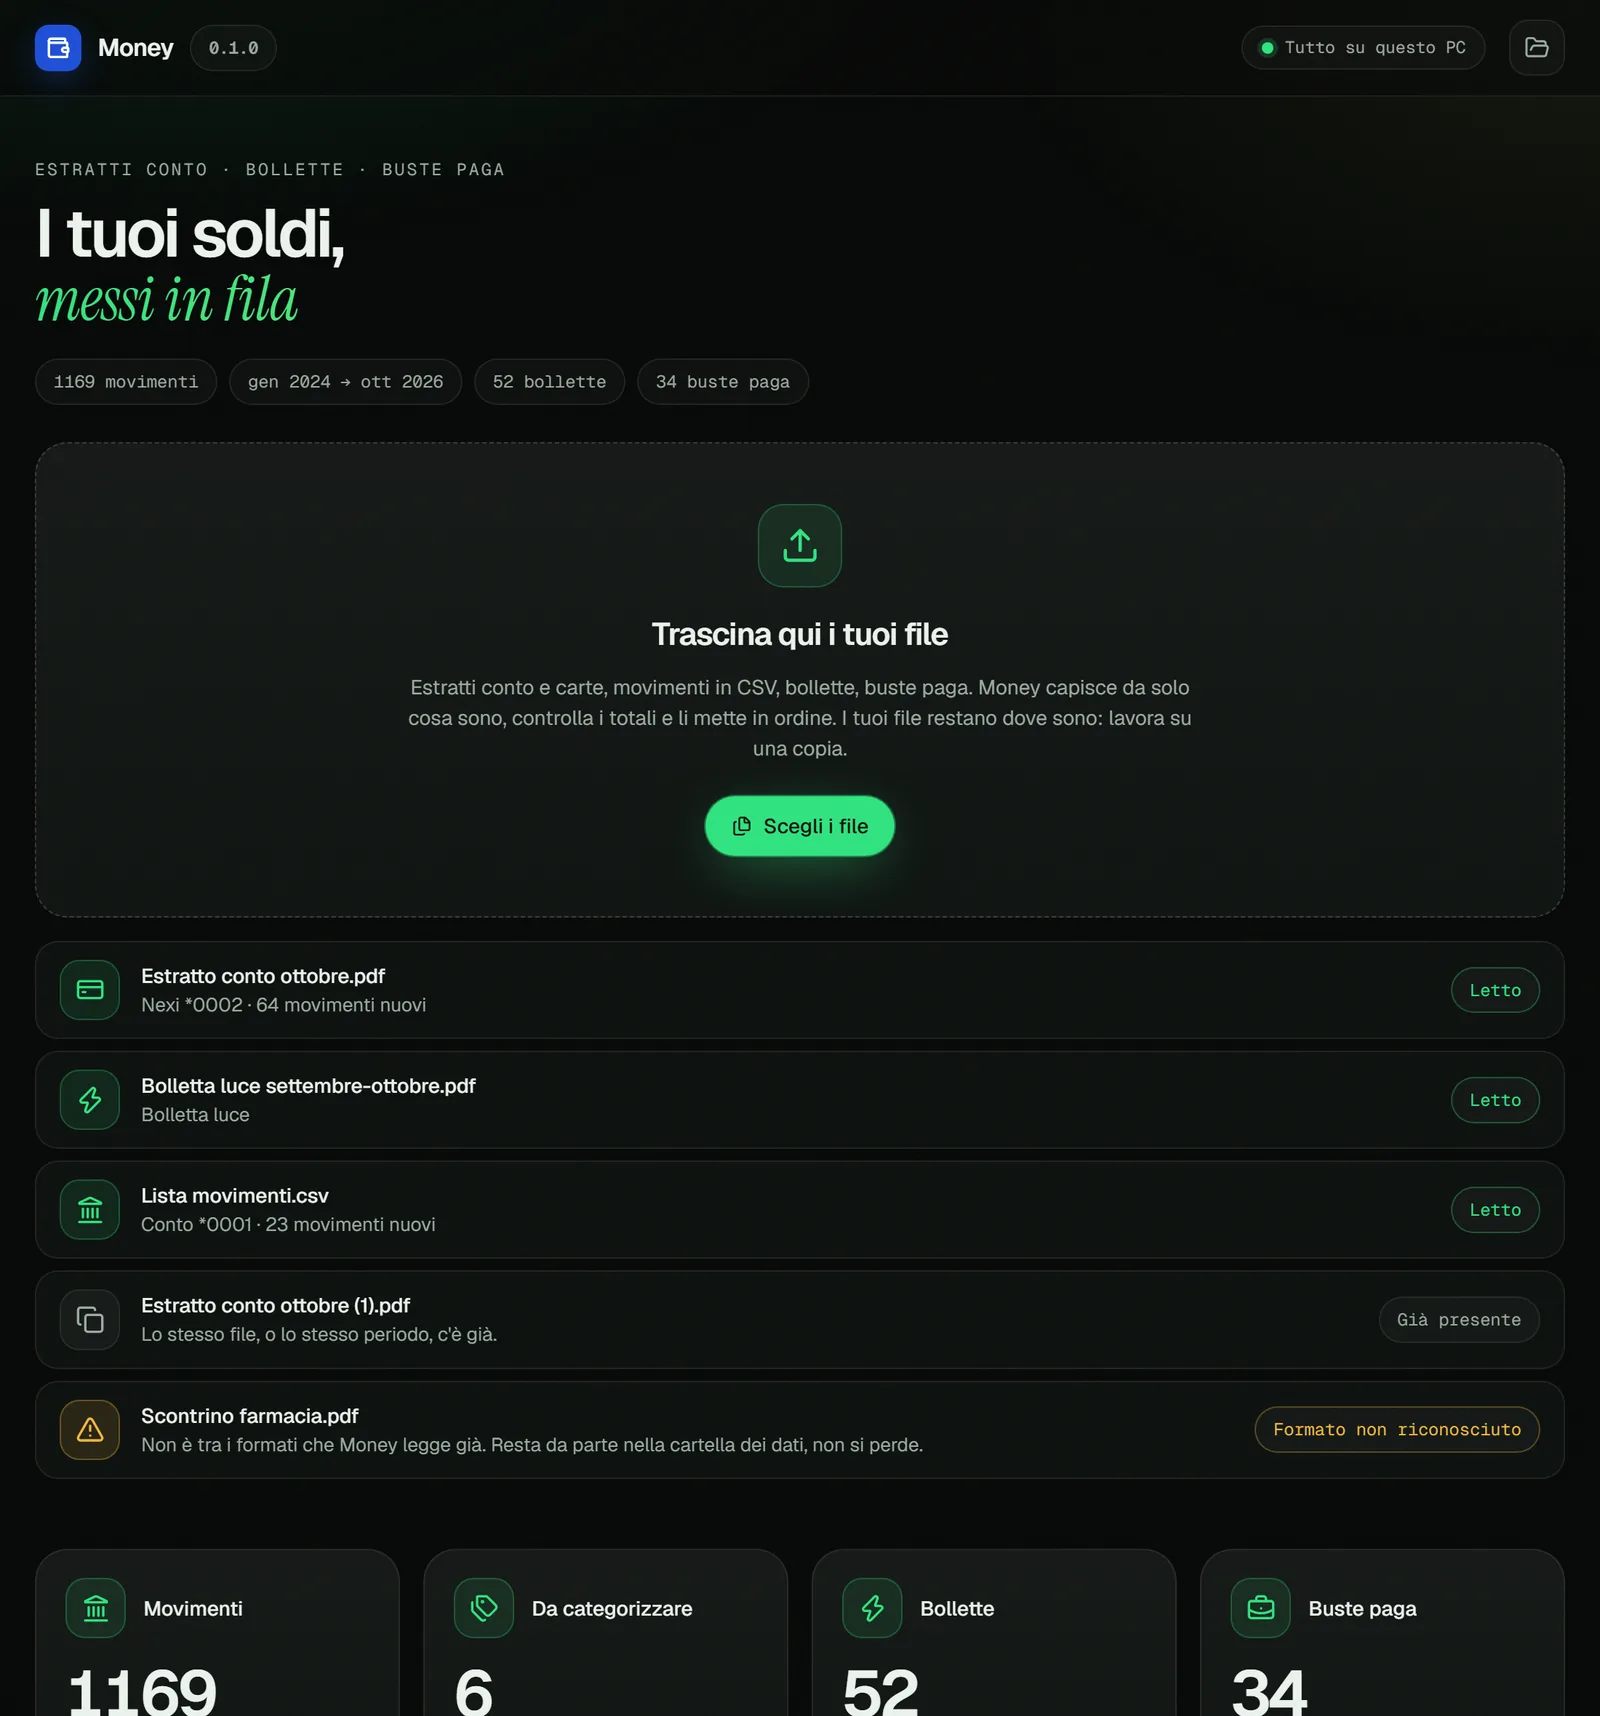 Money
0.1.0
Tutto su questo PC
ESTRATTI CONTO · BOLLETTE · BUSTE PAGA
I tuoi soldi,
messi in fila
1169 movimenti
gen 2024 → ott 2026
52 bollette
34 buste paga
Trascina qui i tuoi file
Estratti conto e carte, movimenti in CSV, bollette, buste paga. Money capisce da solo
cosa sono, controlla i totali e li mette in ordine. I tuoi file restano dove sono: lavora su
una copia.
Scegli i file
Estratto conto ottobre.pdf
Nexi *0002 · 64 movimenti nuovi
Letto
Bolletta luce settembre-ottobre.pdf
Bolletta luce
Letto
Lista movimenti.csv
Conto *0001 · 23 movimenti nuovi
Letto
Estratto conto ottobre (1).pdf
Lo stesso file, o lo stesso periodo, c'è già.
Già presente
Scontrino farmacia.pdf
Non è tra i formati che Money legge già. Resta da parte nella cartella dei dati, non si perde.
Formato non riconosciuto
Movimenti
1169
Da categorizzare
6
Bollette
52
Buste paga
34